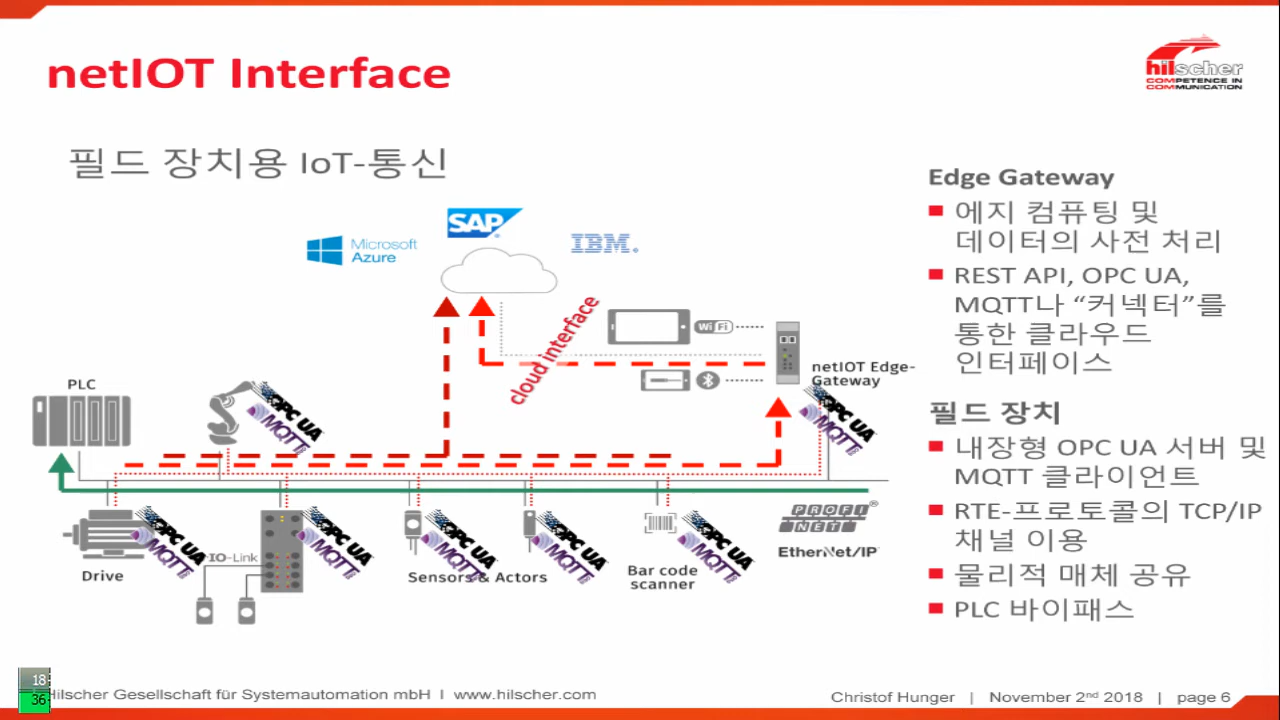 netIOT Interface
hilscher
COMPETENCE IN
COMMUNICATION
필드 장치용 IoT-통신
SAP
Microsoft
Azure
IBM
cloud interface
WiFi
netIOT Edge-
Gateway
PLC
OPC UA
MQTT
OPC UA
MQTT
Drive
OPC UA
MQTT
IO-Link
OPC UA
MQTT
Sensors & Actors
OPC UA
MQTT
OPC UA
MQTT
Bar code
scanner
OPC UA
MQTT
PROFI
NET
EtherNet/IP
Edge Gateway
에지 컴퓨팅 및
데이터의 사전 처리
REST API, OPC UA,
MQTT나 “커넥터”를
통한 클라우드
인터페이스
필드 장치
내장형 OPC UA 서버 및
MQTT 클라이언트
RTE-프로토콜의 TCP/IP
채널 이용
물리적 매체 공유
PLC 바이패스
18
36
Hilscher Gesellschaft für Systemautomation mbH | www.hilscher.com
Christof Hunger | November 2nd 2018 | page 6